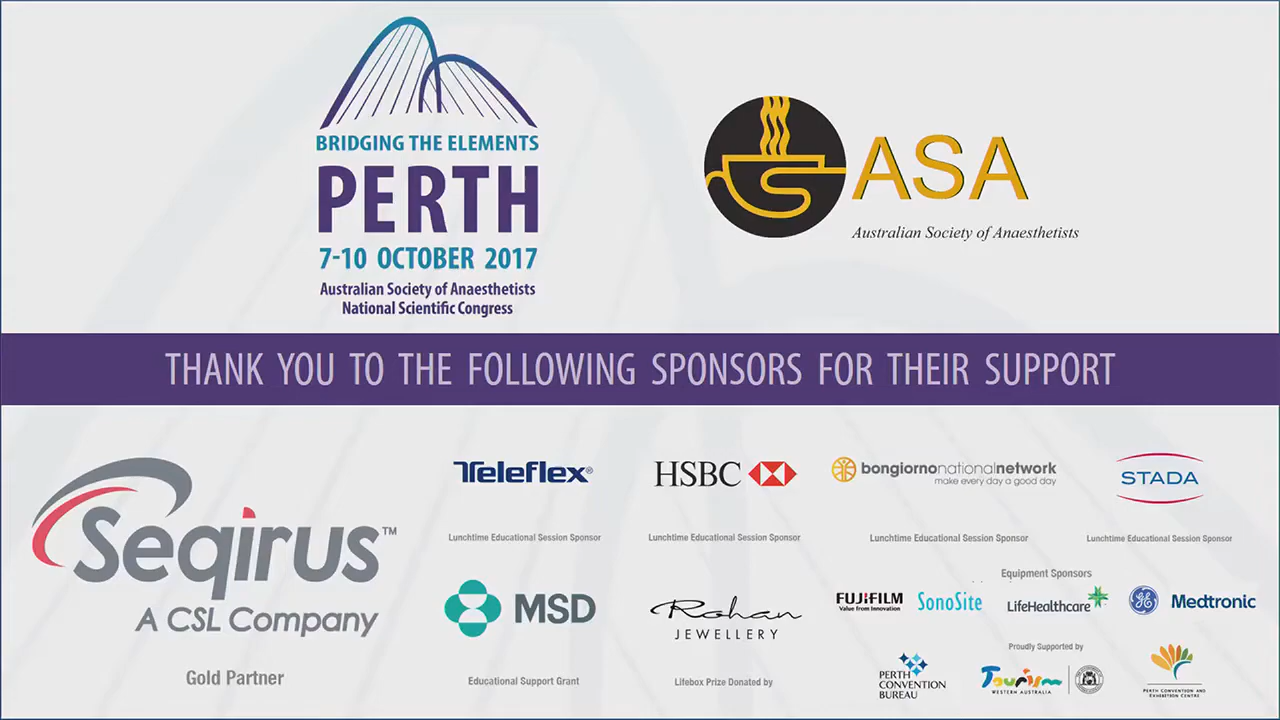 BRIDGING THE ELEMENTS
PERTH
7-10 OCTOBER 2017
Australian Society of Anaesthetists
National Scientific Congress
ASA
Australian Society of Anaesthetists
THANK YOU TO THE FOLLOWING SPONSORS FOR THEIR SUPPORT
Seqirus™
A CSL Company
Gold Partner
Teleflex®
Lunchtime Educational Session Sponsor
HSBC
Lunchtime Educational Session Sponsor
bongiornonationalnetwork
make every day a good day
Lunchtime Educational Session Sponsor
STADA
Lunchtime Educational Session Sponsor
MSD
Educational Support Grant
Rohan
JEWELLERY
Lifebox Prize Donated by
Equipment Sponsors
FUJIFILM
Value from Innovation
SonoSite
LifeHealthcare
GE
Medtronic
Proudly Supported by
PERTH
CONVENTION
BUREAU
Tourism
WESTERN AUSTRALIA
PERTH CONVENTION AND
EXHIBITION CENTRE